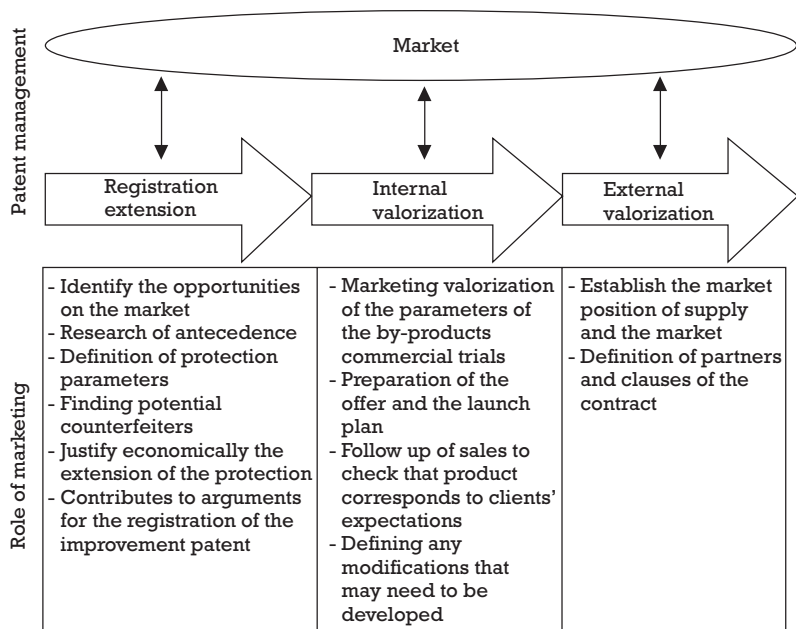 Market
Patent management
Registration
extension
Internal
valorization
External
valorization
Role of marketing
- Identify the opportunities
on the market
- Research of antecedence
- Definition of protection
parameters
- Finding potential
counterfeiters
- Justify economically the
extension of the protection
- Contributes to arguments
for the registration of the
improvement patent
- Marketing valorization
of the parameters of
the by-products
commercial trials
- Preparation of the
offer and the launch
plan
- Follow up of sales to
check that product
corresponds to clients’
expectations
- Defining any
modifications that
may need to be
developed
- Establish the market
position of supply
and the market
- Definition of partners
and clauses of the
contract